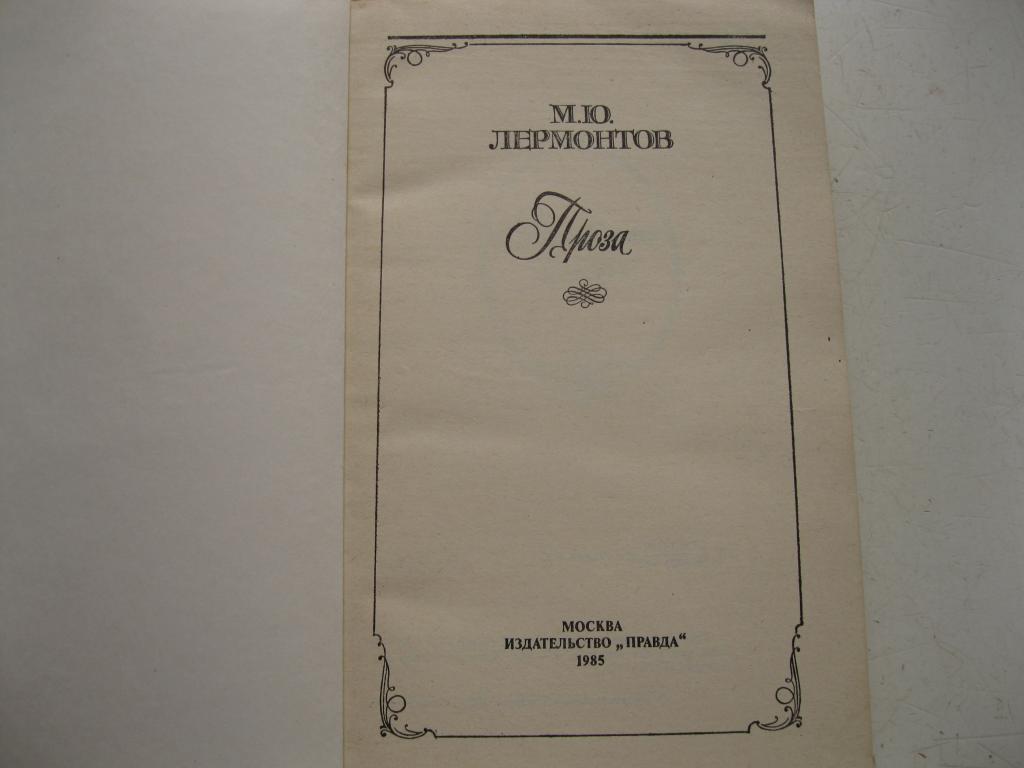 М.Ю.
ЛЕРМОНТОВ
Проза
МОСКВА
ИЗДАТЕЛЬСТВО „ПРАВДА“
1985